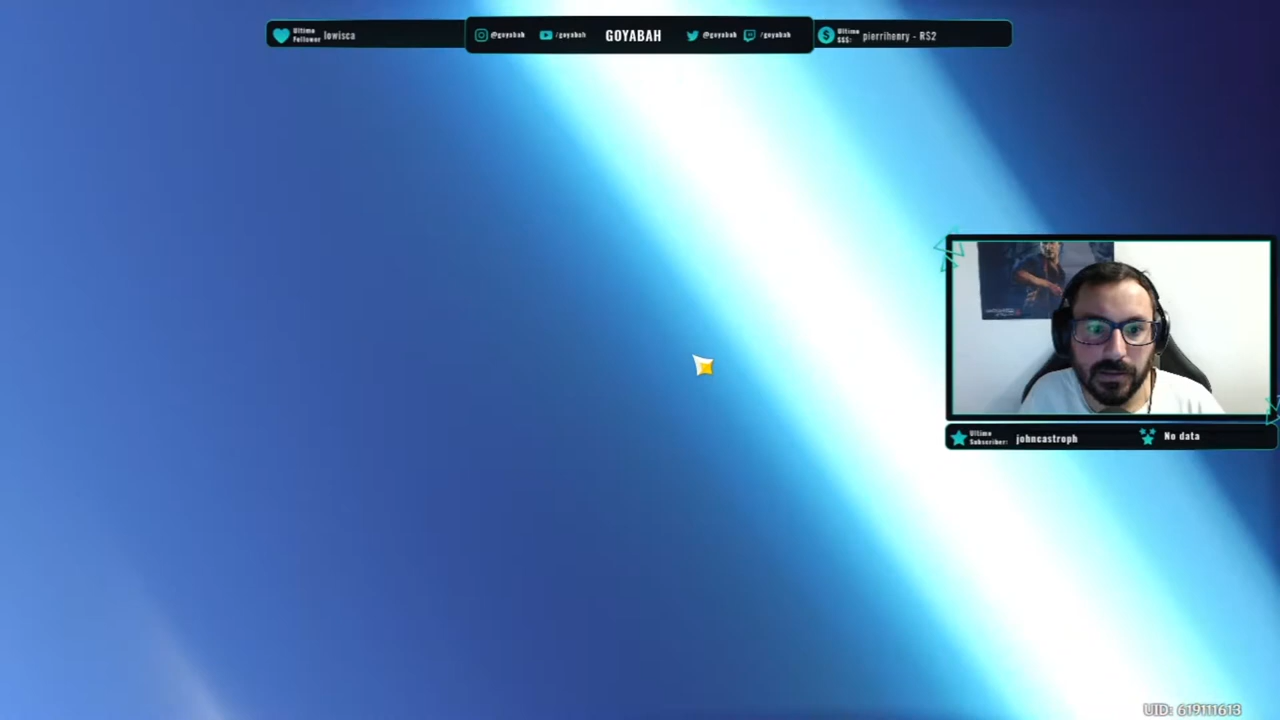 Ultimo
Follower lowisca
@goyabah /goyabah GOYABAH @goyabah /goyabah
Ultimo
$$$: pierrihenry - R$2
Ultimo
Subscriber: johncastroph No data
UID: 619111613